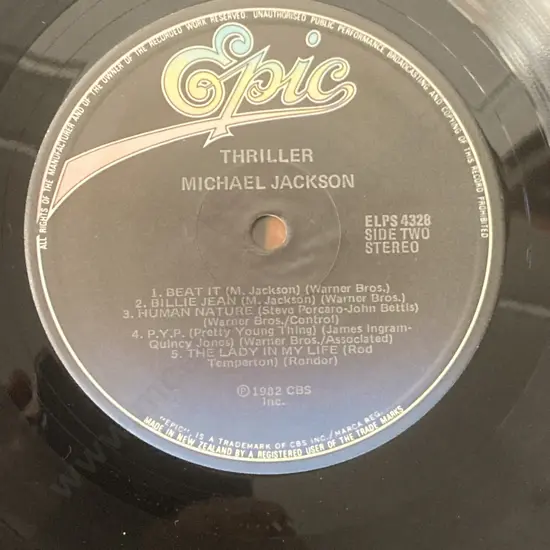 ALL RIGHTS OF THE MANUFACTURER AND OF THE OWNER OF THE RECORDED WORK RESERVED. UNAUTHORISED PUBLIC PERFORMANCE, BROADCASTING AND COPYING OF THIS RECORD PROHIBITED
Epic
THRILLER
MICHAEL JACKSON
ELPS 4328
SIDE TWO
STEREO
1. BEAT IT (M. Jackson) (Warner Bros.)
2. BILLIE JEAN (M. Jackson) (Warner Bros.)
3. HUMAN NATURE (Steve Porcaro-John Bettis)
(Warner Bros./Control)
4. P.Y.P. (Pretty Young Thing) (James Ingram-
Quincy Jones) (Warner Bros./Associated)
5. THE LADY IN MY LIFE (Rod
Temparton) (Rondor)
Ⓟ 1982 CBS
Inc.
"EPIC" IS A TRADEMARK OF CBS INC./MARCA REG.
MADE IN NEW ZEALAND BY A REGISTERED USER OF THE TRADE MARKS